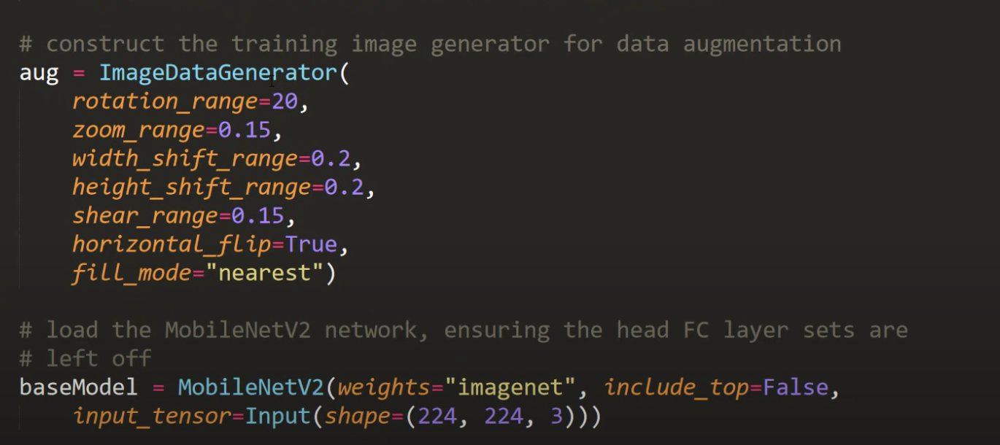 # construct the training image generator for data augmentation
aug = ImageDataGenerator(
    rotation_range=20,
    zoom_range=0.15,
    width_shift_range=0.2,
    height_shift_range=0.2,
    shear_range=0.15,
    horizontal_flip=True,
    fill_mode="nearest")
# load the MobileNetV2 network, ensuring the head FC layer sets are
# left off
baseModel = MobileNetV2(weights="imagenet", include_top=False,
    input_tensor=Input(shape=(224, 224, 3)))